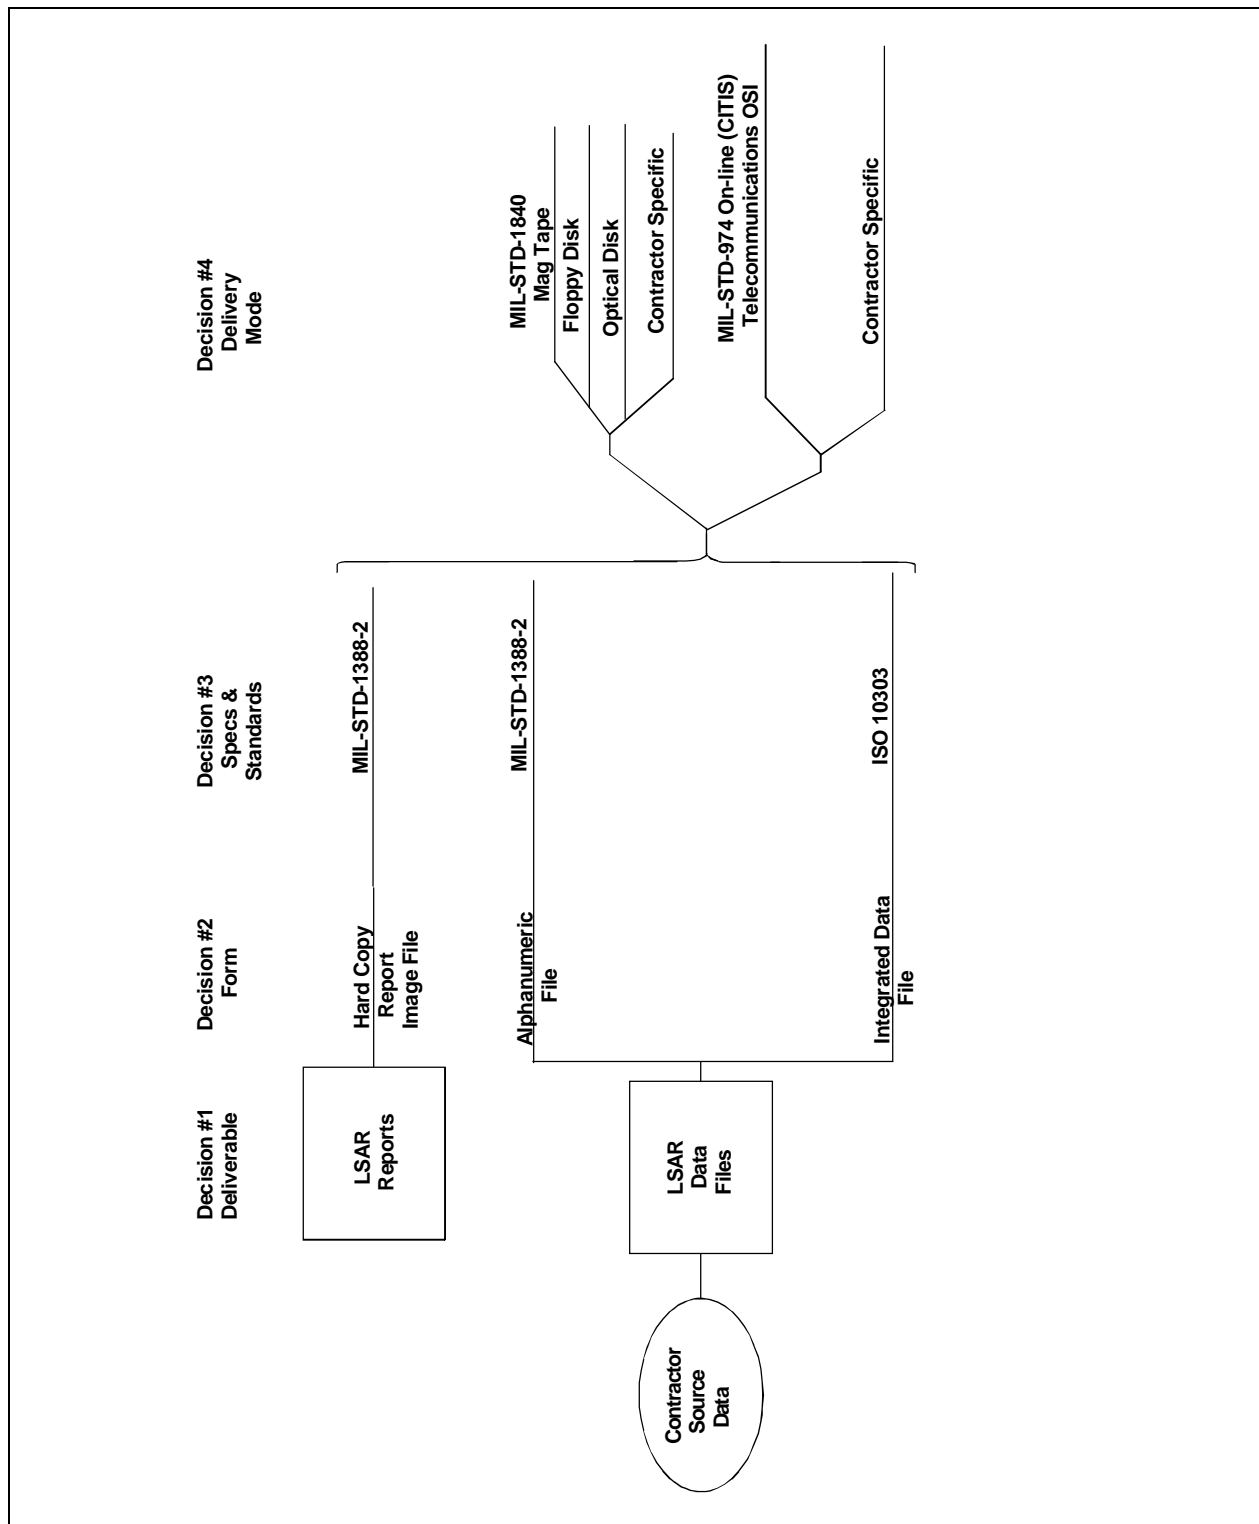 Decision #1
Deliverable
Decision #2
Form
Decision #3
Specs &
Standards
Decision #4
Delivery
Mode
LSAR
Reports
Hard Copy
Report
Image File
MIL-STD-1388-2
Contractor
Source
Data
LSAR
Data
Files
Alphanumeric
File
MIL-STD-1388-2
Integrated Data
File
ISO 10303
MIL-STD-1840
Mag Tape
Floppy Disk
Optical Disk
Contractor Specific
MIL-STD-974 On-line (CITIS)
Telecommunications OSI
Contractor Specific